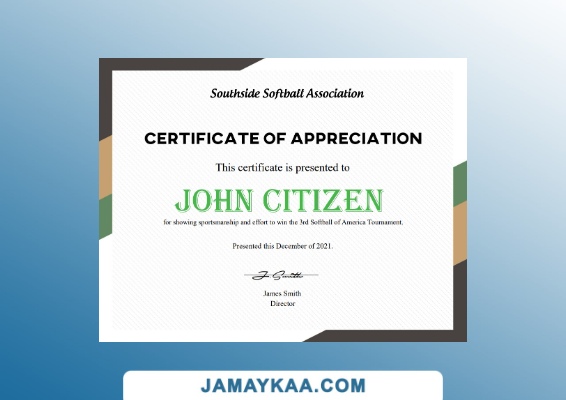 Southside Softball Association
CERTIFICATE OF APPRECIATION
This certificate is presented to
JOHN CITIZEN
for showing sportsmanship and effort to win the 3rd Softball of America Tournament.
Presented this December of 2021.
J. Smith
James Smith
Director
JAMAYKAA.COM